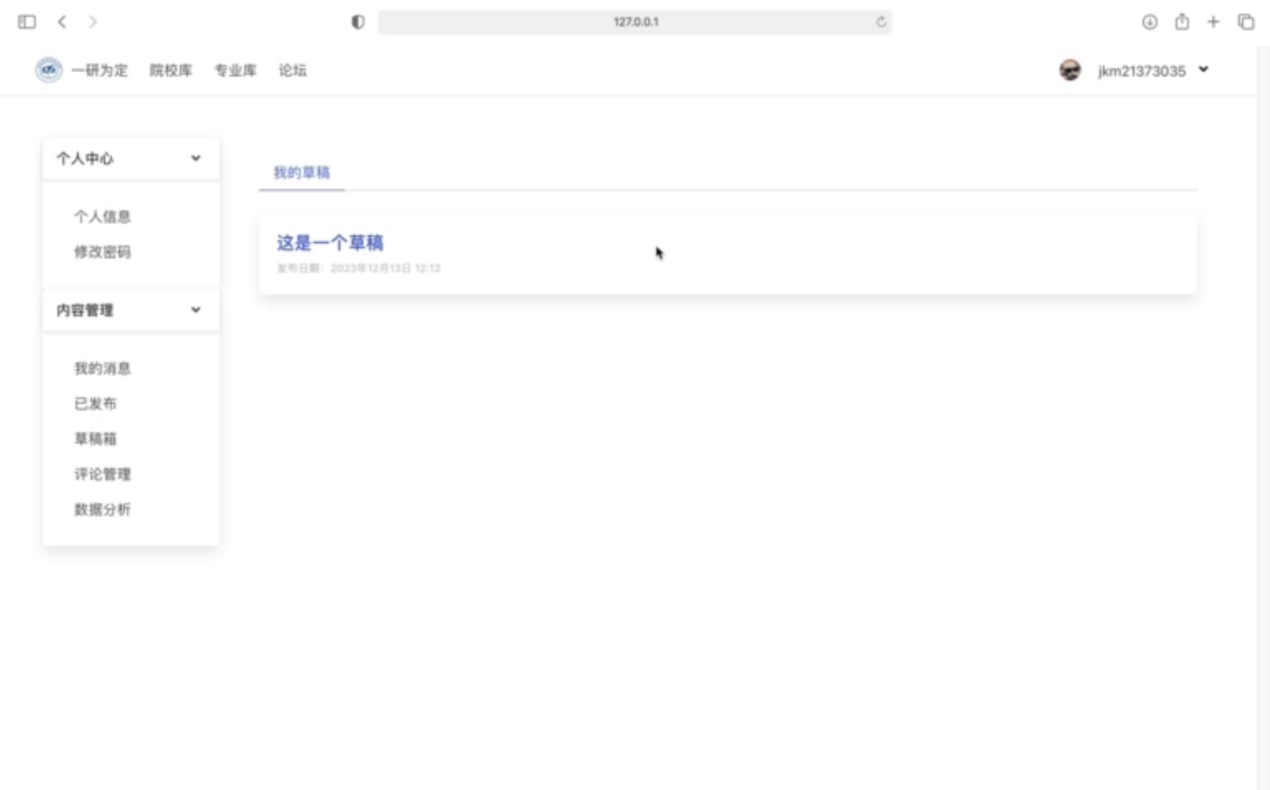 127.0.0.1
一研为定 院校库 专业库 论坛 jkm21373035
个人中心
个人信息
修改密码
内容管理
我的消息
已发布
草稿箱
评论管理
数据分析
我的草稿
这是一个草稿
发布日期: 2023年12月13日 12:12